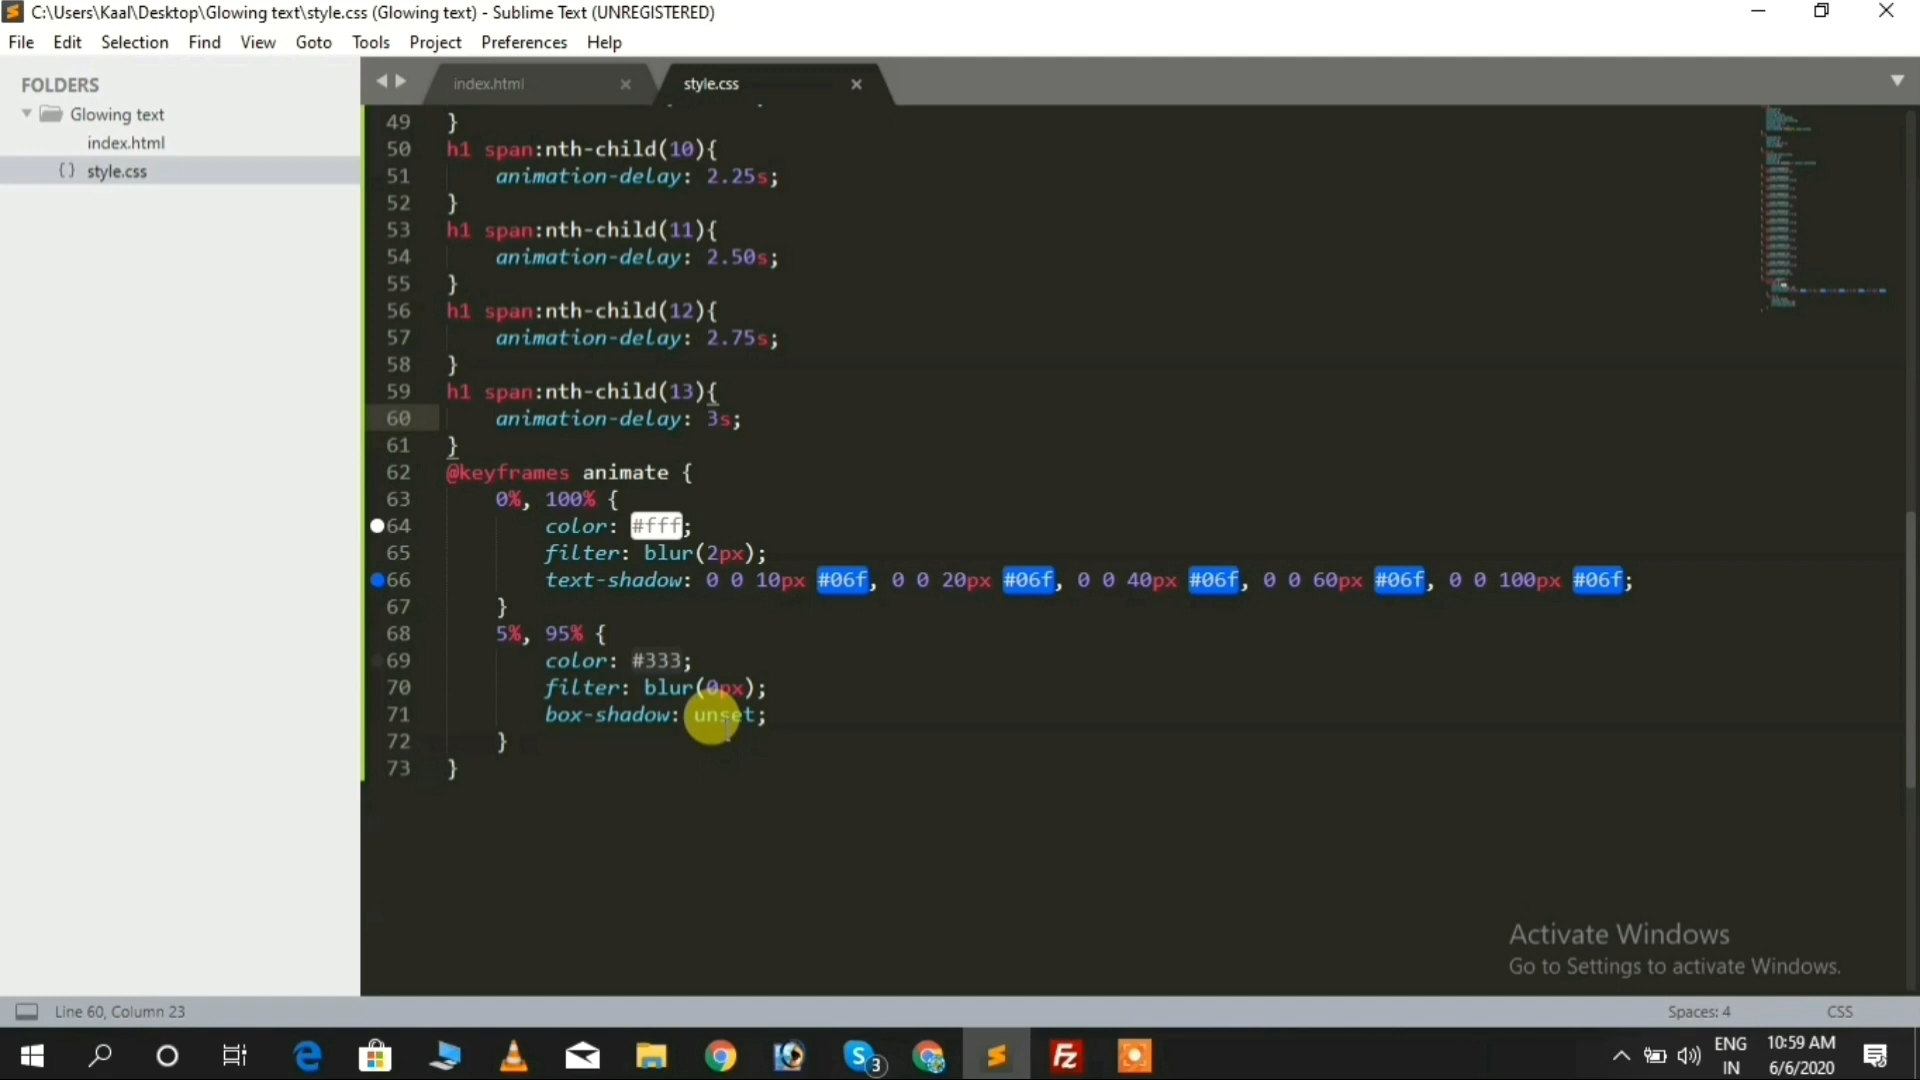 C:\Users\Kaal\Desktop\Glowing text\style.css (Glowing text) - Sublime Text (UNREGISTERED)
File Edit Selection Find View Goto Tools Project Preferences Help
FOLDERS
Glowing text
index.html
{} style.css
index.html style.css
49 }
50 h1 span:nth-child(10){
51 animation-delay: 2.25s;
52 }
53 h1 span:nth-child(11){
54 animation-delay: 2.50s;
55 }
56 h1 span:nth-child(12){
57 animation-delay: 2.75s;
58 }
59 h1 span:nth-child(13){
60 animation-delay: 3s;
61 }
62 @keyframes animate {
63 0%, 100% {
64 color: #fff;
65 filter: blur(2px);
66 text-shadow: 0 0 10px #06f, 0 0 20px #06f, 0 0 40px #06f, 0 0 60px #06f, 0 0 100px #06f;
67 }
68 5%, 95% {
69 color: #333;
70 filter: blur(0px);
71 box-shadow: unset;
72 }
73 }
Activate Windows
Go to Settings to activate Windows.
Line 60, Column 23 Spaces: 4 CSS
3
ENG
IN
10:59 AM
6/6/2020